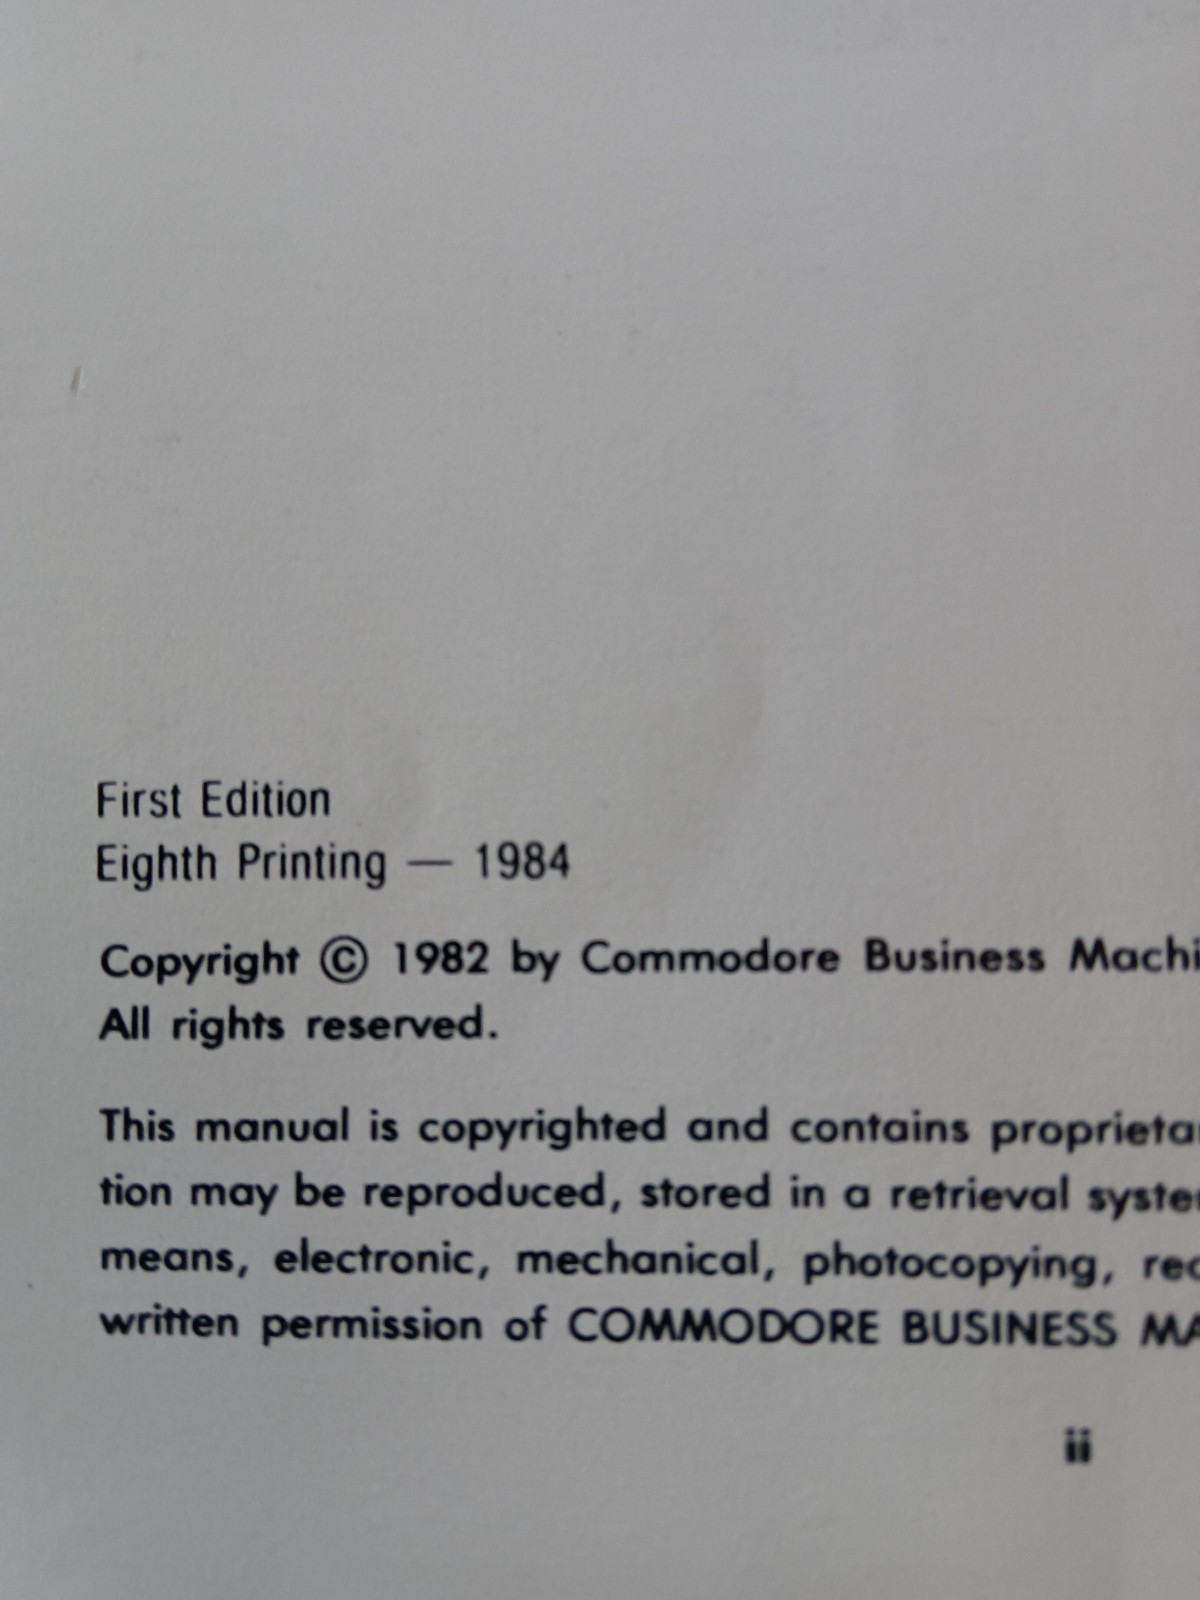 First Edition
Eighth Printing — 1984
Copyright © 1982 by Commodore Business
All rights reserved.
This manual is copyrighted and contains
tion may be reproduced, stored in a retrieval
means, electronic, mechanical, photocopying,
written permission of COMMODORE BUSINESS
ii